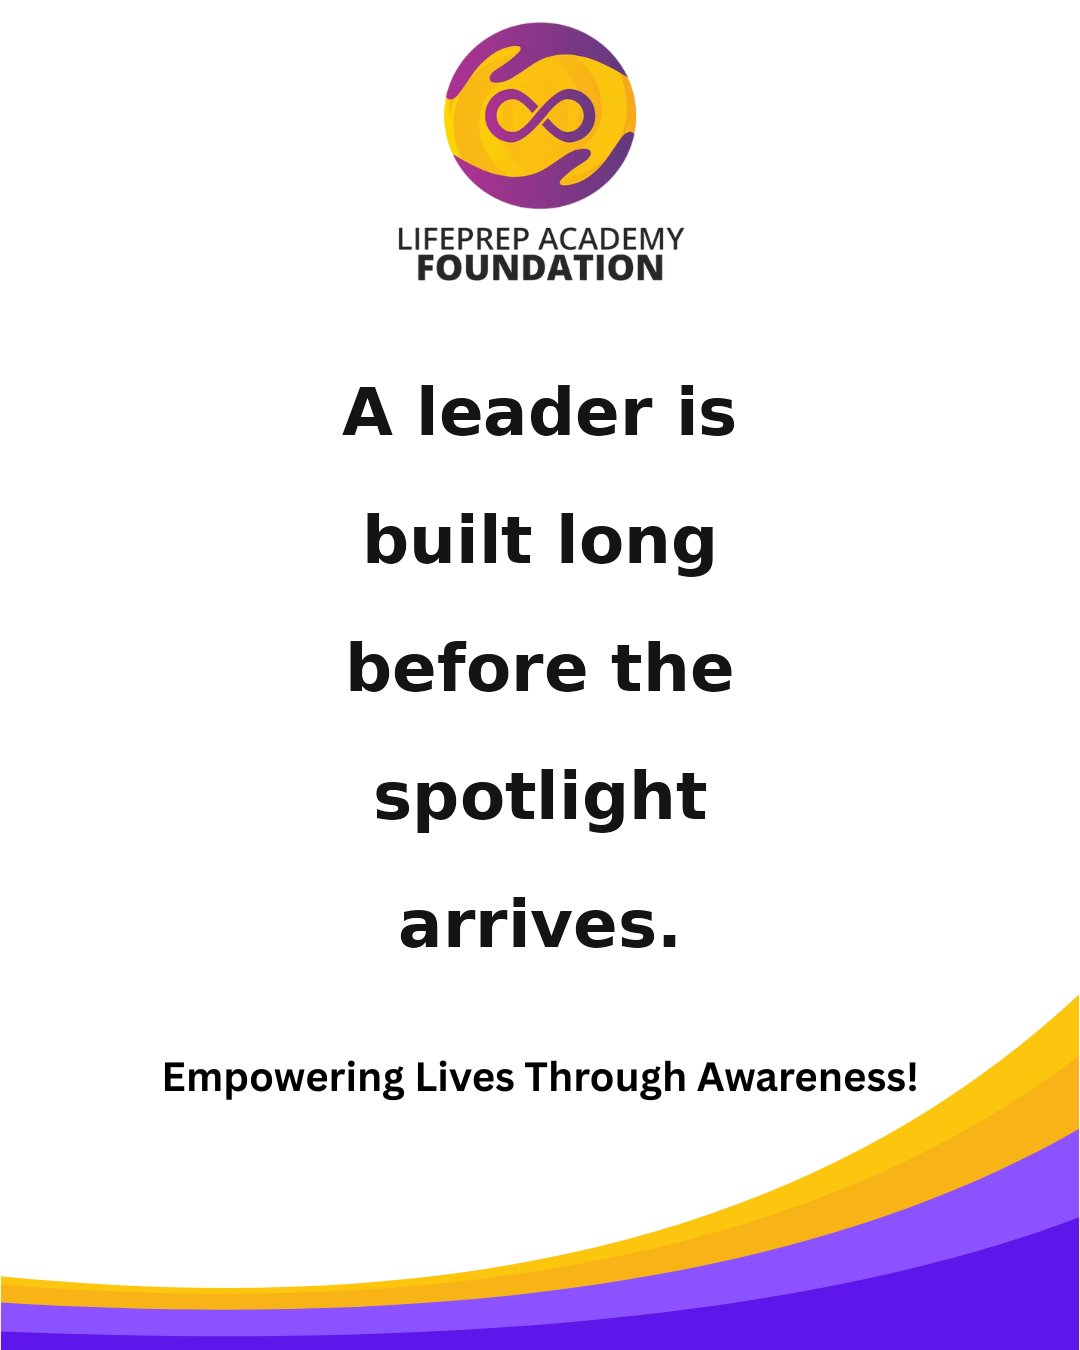 LIFEPREP ACADEMY
FOUNDATION
A leader is
built long
before the
spotlight
arrives.
Empowering Lives Through Awareness!